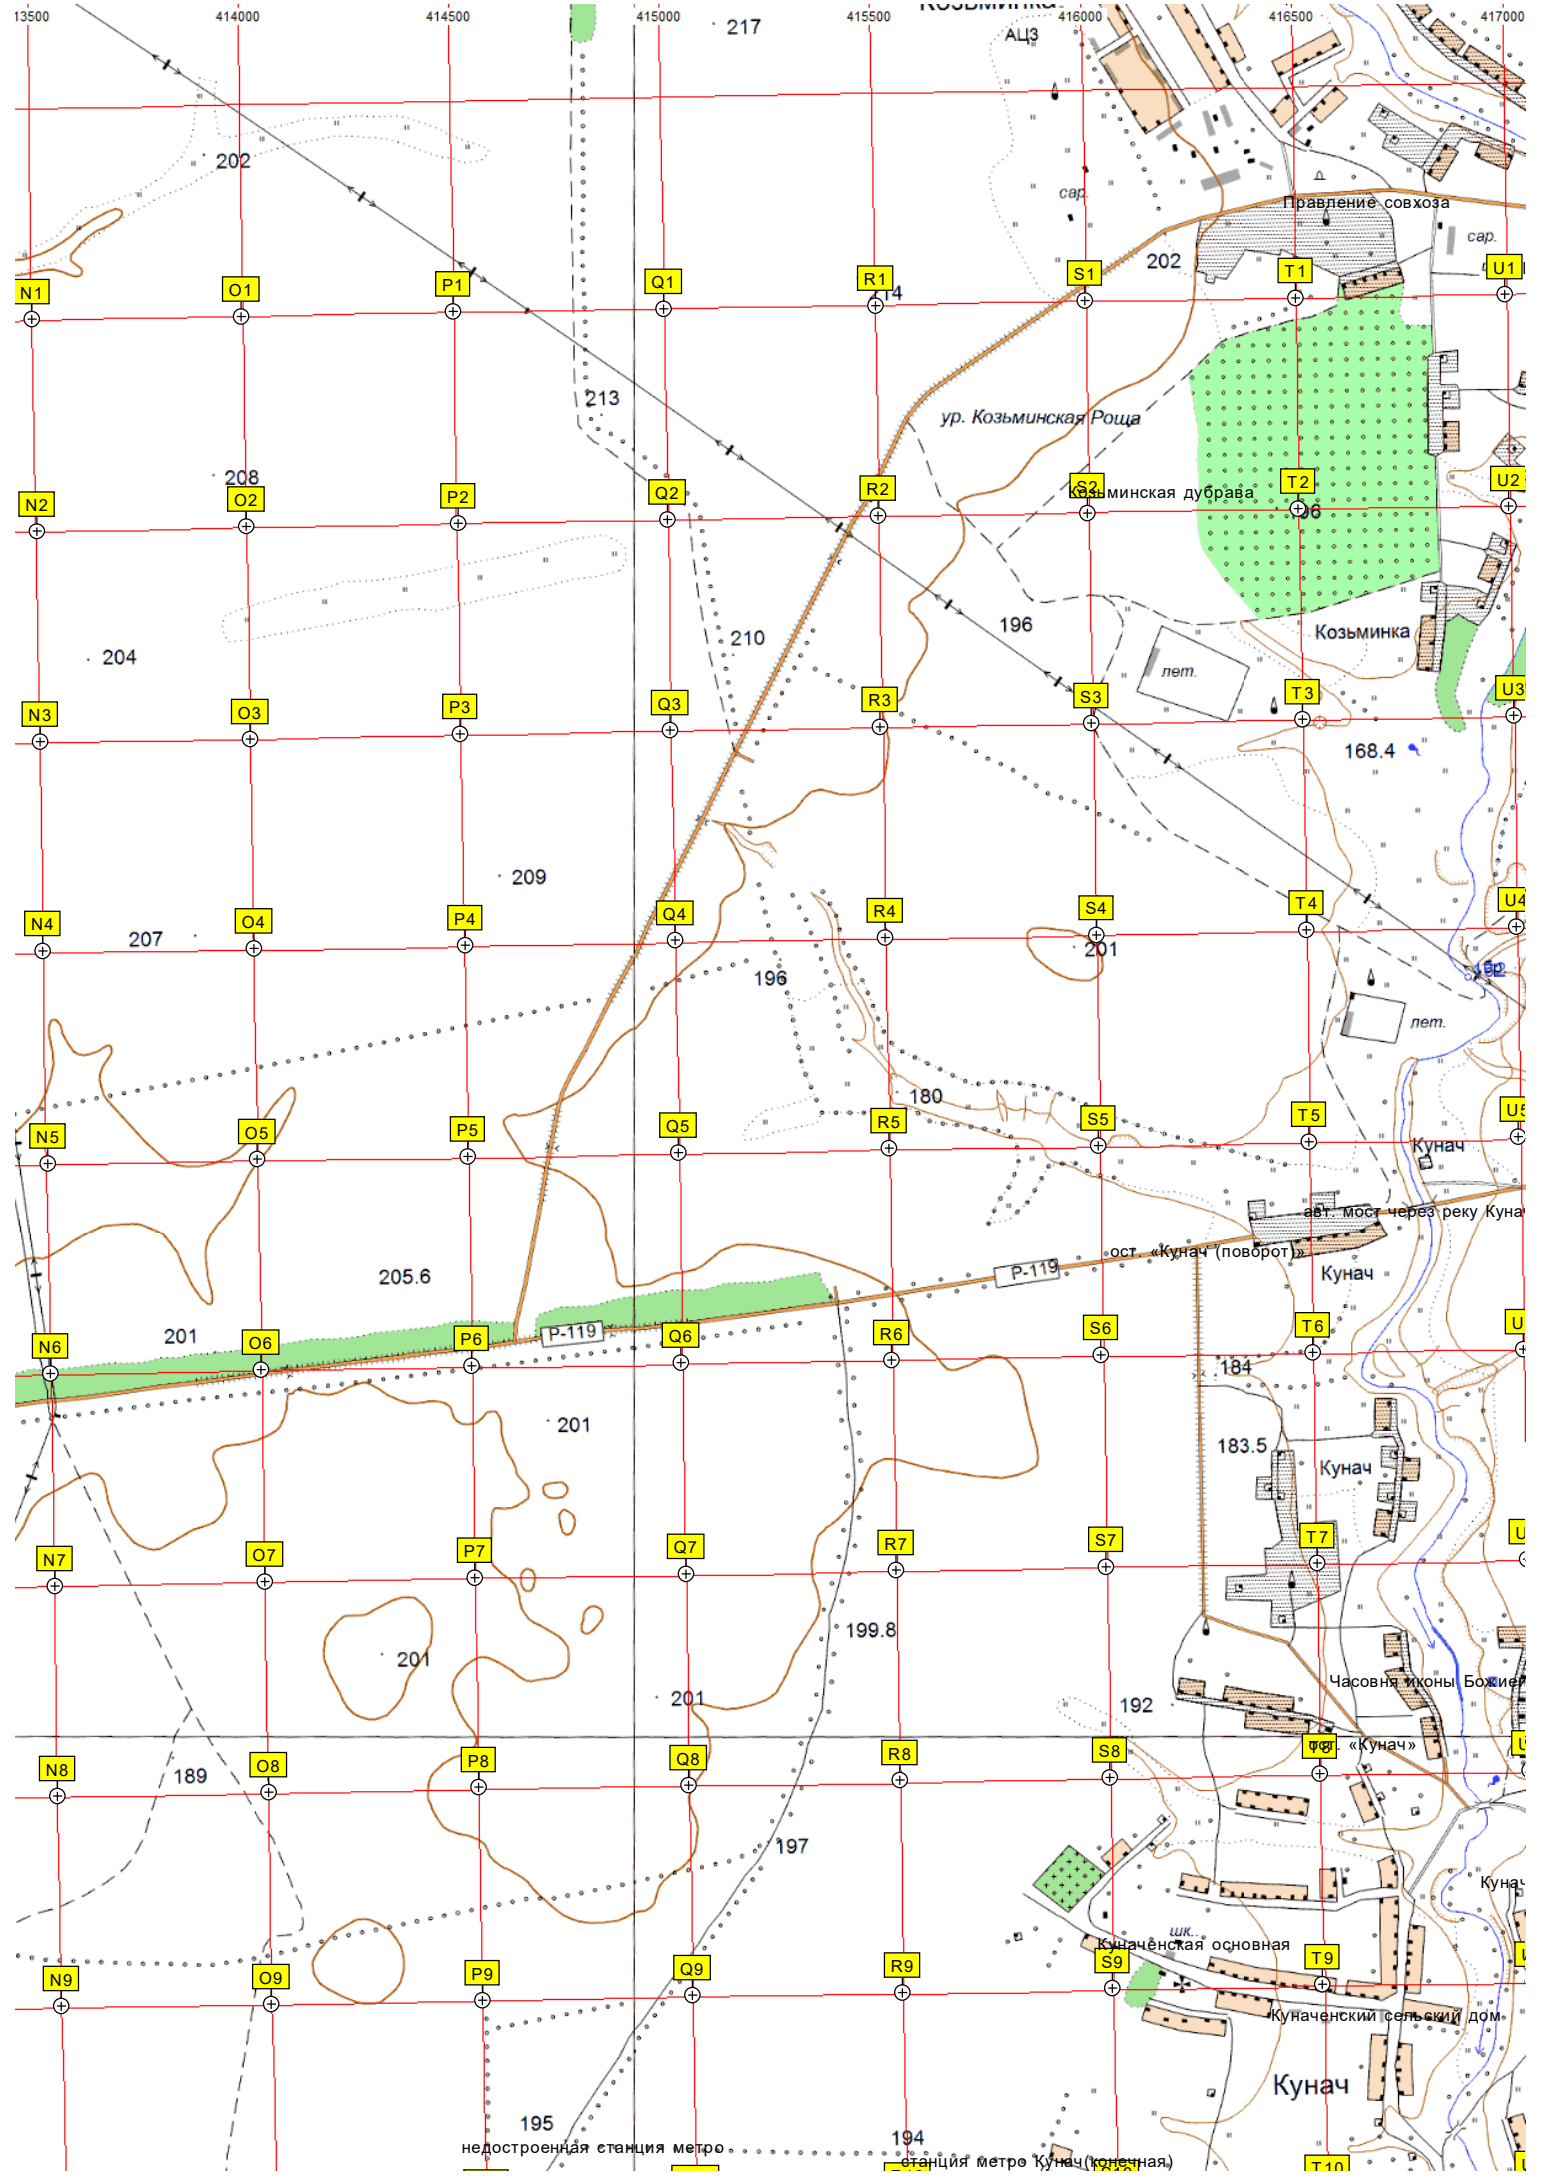 13500 414000 414500 415000 415500 416000 416500 417000
217
АЦЗ
202
сар.
Правление совхоза
сар.
202
N1 O1 P1 Q1 R1 S1 T1 U1
14
213
ур. Козьминская Роща
208
N2 O2 P2 Q2 R2 S2 T2 U2
Козьминская дубрава
196
204
210
196
Козьминка
лет.
N3 O3 P3 Q3 R3 S3 T3 U3
168.4
209
N4 O4 P4 Q4 R4 S4 T4 U4
207
201
196
лет.
180
N5 O5 P5 Q5 R5 S5 T5 U5
Кунач
авт. мост через реку Кунач
ост. «Кунач (поворот)»
205.6
Р-119
Кунач
201
Р-119
N6 O6 P6 Q6 R6 S6 T6 U
184
201
183.5
Кунач
N7 O7 P7 Q7 R7 S7 T7 U
199.8
201
Часовня иконы Божией
201
192
ост. «Кунач»
N8 O8 P8 Q8 R8 S8 T8 U
189
197
Кунач
шк.
Куначенская основная
N9 O9 P9 Q9 R9 S9 T9
Куначенский сельский дом
Кунач
195
194
недостроенная станция метро
станция метро Кунач(конечная)
T10